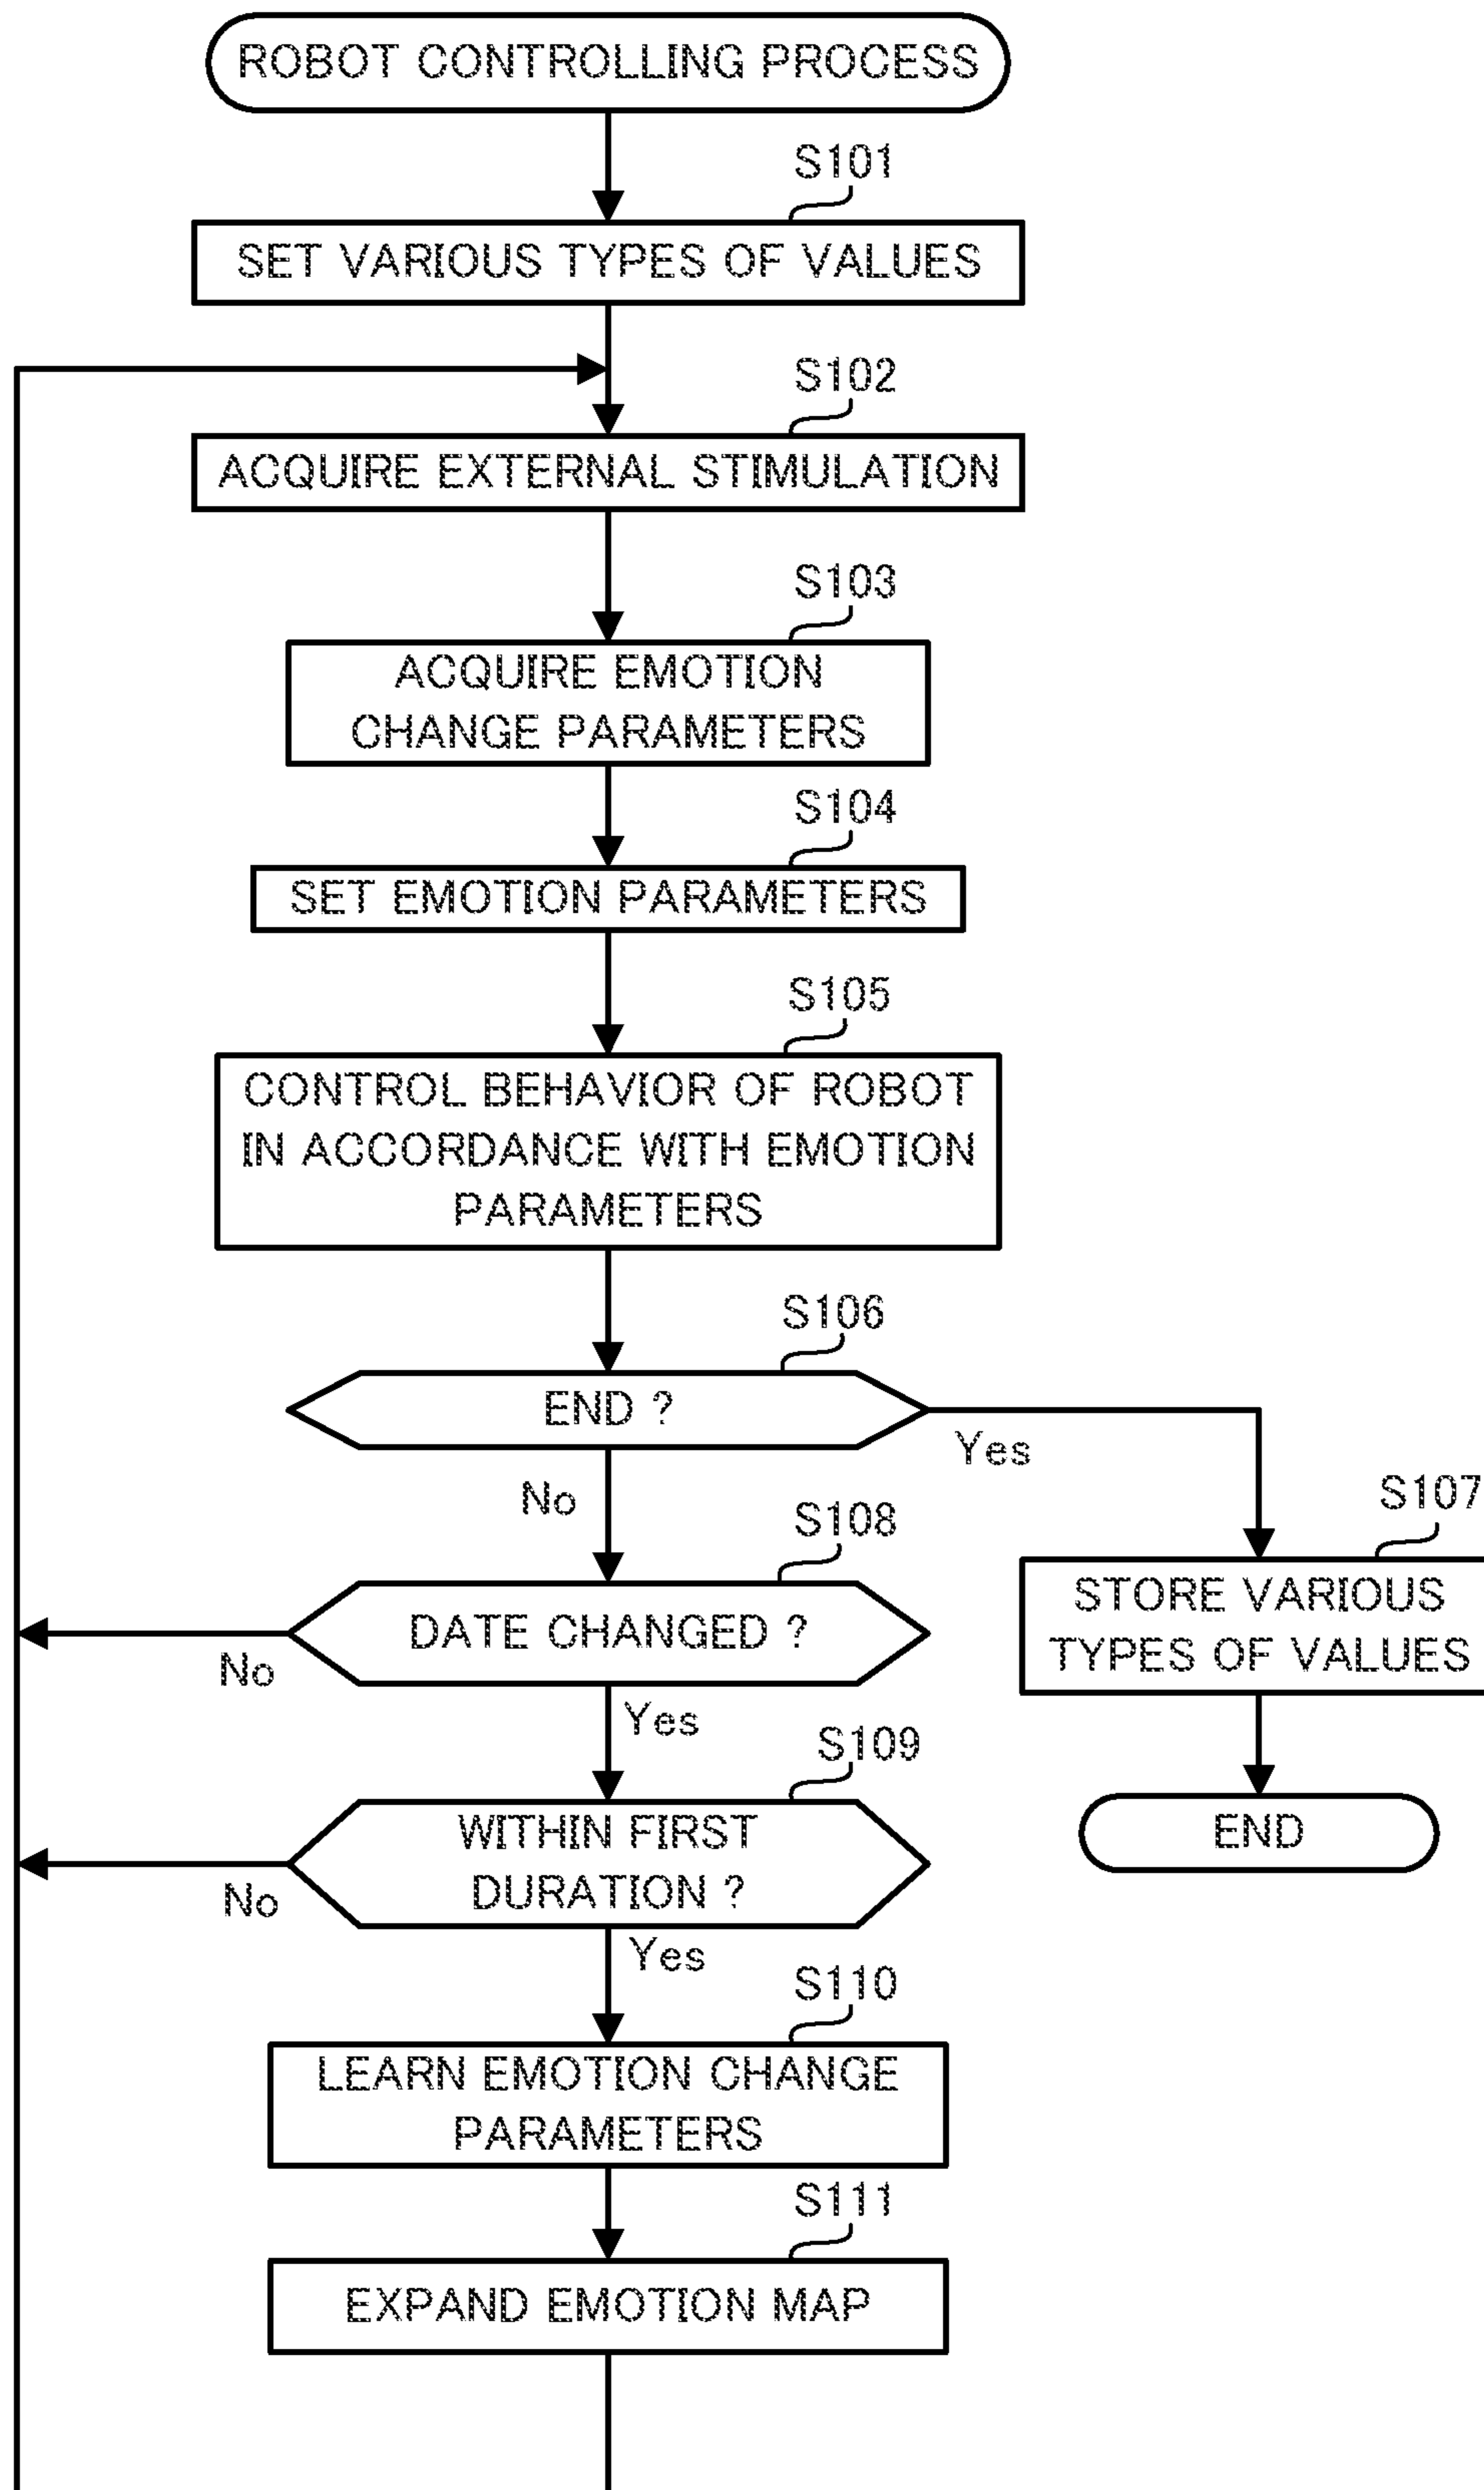 ROBOT CONTROLLING PROCESS
S101
SET VARIOUS TYPES OF VALUES
S102
ACQUIRE EXTERNAL STIMULATION
S103
ACQUIRE EMOTION
CHANGE PARAMETERS
S104
SET EMOTION PARAMETERS
S105
CONTROL BEHAVIOR OF ROBOT
IN ACCORDANCE WITH EMOTION
PARAMETERS
S106
END ?
Yes
No
S107
STORE VARIOUS
TYPES OF VALUES
END
S108
DATE CHANGED ?
No
Yes
S109
WITHIN FIRST
DURATION ?
No
Yes
S110
LEARN EMOTION CHANGE
PARAMETERS
S111
EXPAND EMOTION MAP